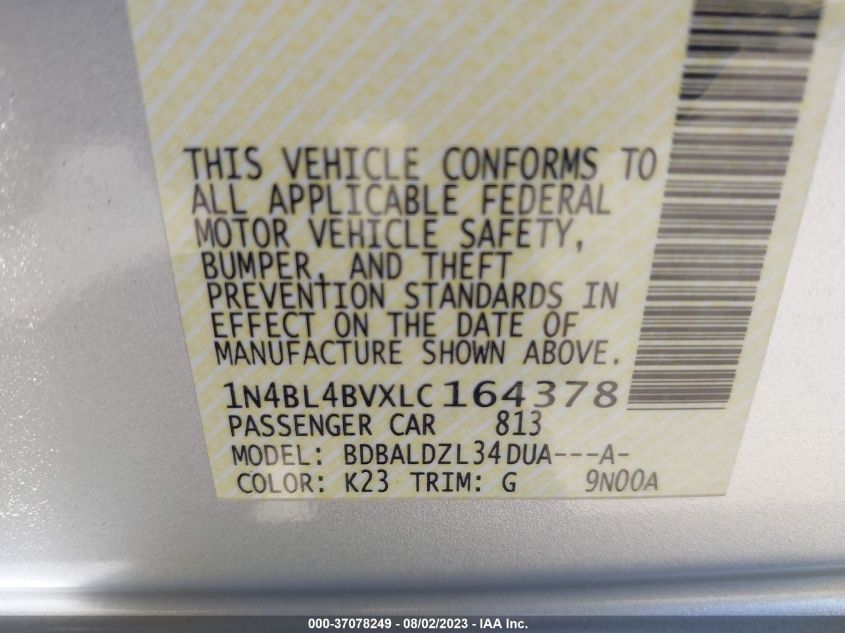 THIS VEHICLE CONFORMS TO
ALL APPLICABLE FEDERAL
MOTOR VEHICLE SAFETY,
BUMPER, AND THEFT
PREVENTION STANDARDS IN
EFFECT ON THE DATE OF
MANUFACTURE SHOWN ABOVE.
1N4BL4BVXLC164378
PASSENGER CAR 813
MODEL: BDBALDZL34DUA---A-
COLOR: K23 TRIM: G 9N00A
000-37078249 - 08/02/2023 - IAA Inc.